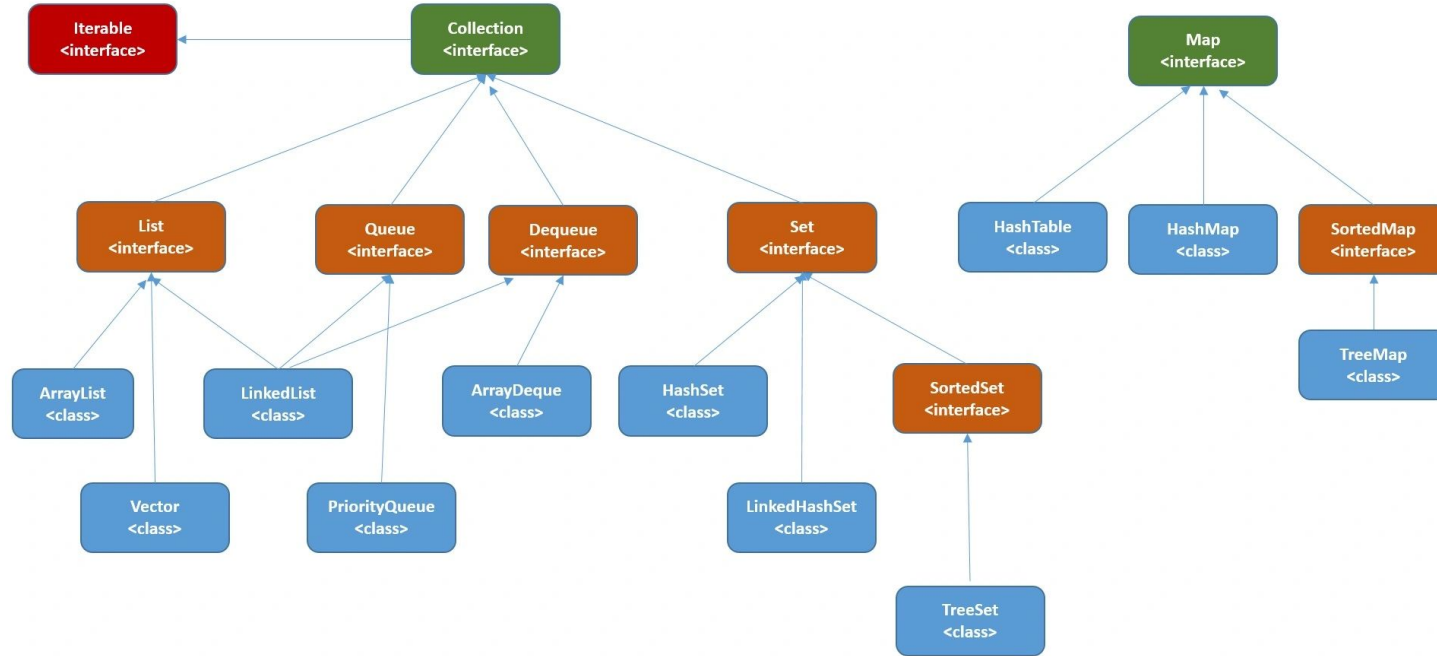 Iterable
<interface>
Collection
<interface>
Map
<interface>
List
<interface>
Queue
<interface>
Dequeue
<interface>
Set
<interface>
HashTable
<class>
HashMap
<class>
SortedMap
<interface>
ArrayList
<class>
LinkedList
<class>
ArrayDeque
<class>
HashSet
<class>
SortedSet
<interface>
TreeMap
<class>
Vector
<class>
PriorityQueue
<class>
LinkedHashSet
<class>
TreeSet
<class>